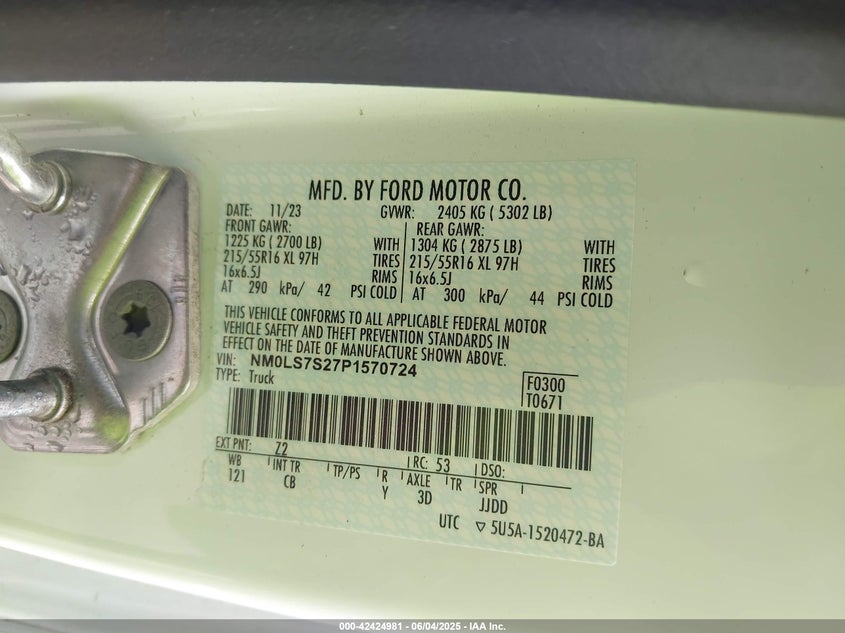 MFD. BY FORD MOTOR CO.
DATE: 11/23 GVWR: 2405 KG ( 5302 LB)
FRONT GAWR: REAR GAWR:
1225 KG ( 2700 LB) WITH 1304 KG ( 2875 LB) WITH
215/55R16 XL 97H TIRES 215/55R16 XL 97H TIRES
16x6.5J RIMS 16x6.5J RIMS
AT 290 kPa/ 42 PSI COLD AT 300 kPa/ 44 PSI COLD
THIS VEHICLE CONFORMS TO ALL APPLICABLE FEDERAL MOTOR
VEHICLE SAFETY AND THEFT PREVENTION STANDARDS IN
EFFECT ON THE DATE OF MANUFACTURE SHOWN ABOVE.
VIN: NM0LS7S27P1570724
TYPE: Truck
F0300
T0671
EXT PNT: Z2 RC: 53 DSO:
WB INT TR TP/PS R AXLE TR SPR
121 CB Y 3D JJDD
UTC ▽ 5U5A-1520472-BA
000-42424981 - 06/04/2025 - IAA Inc.